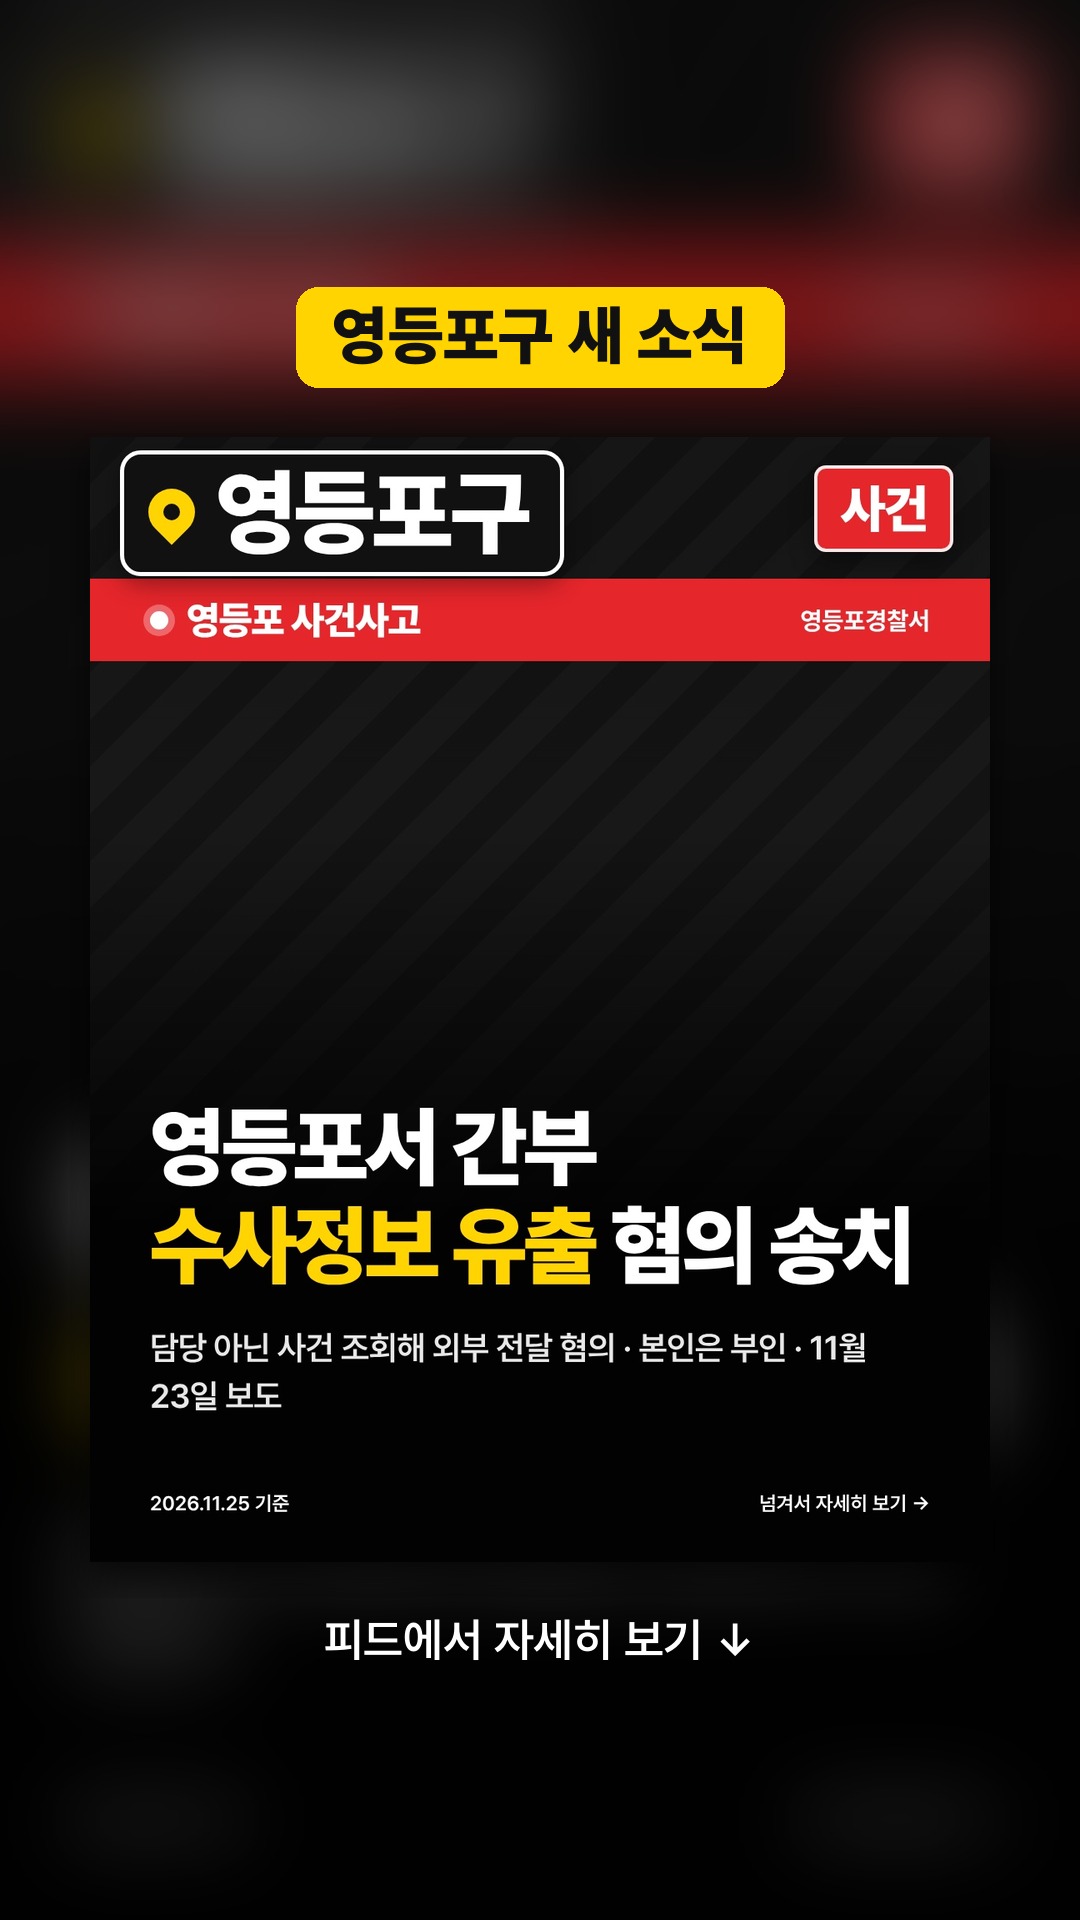 영등포구 새 소식
영등포구
사건
영등포 사건사고
영등포경찰서
영등포서 간부
수사정보 유출 혐의 송치
담당 아닌 사건 조회해 외부 전달 혐의 · 본인은 부인 · 11월
23일 보도
2026.11.25 기준
넘겨서 자세히 보기 →
피드에서 자세히 보기 ↓